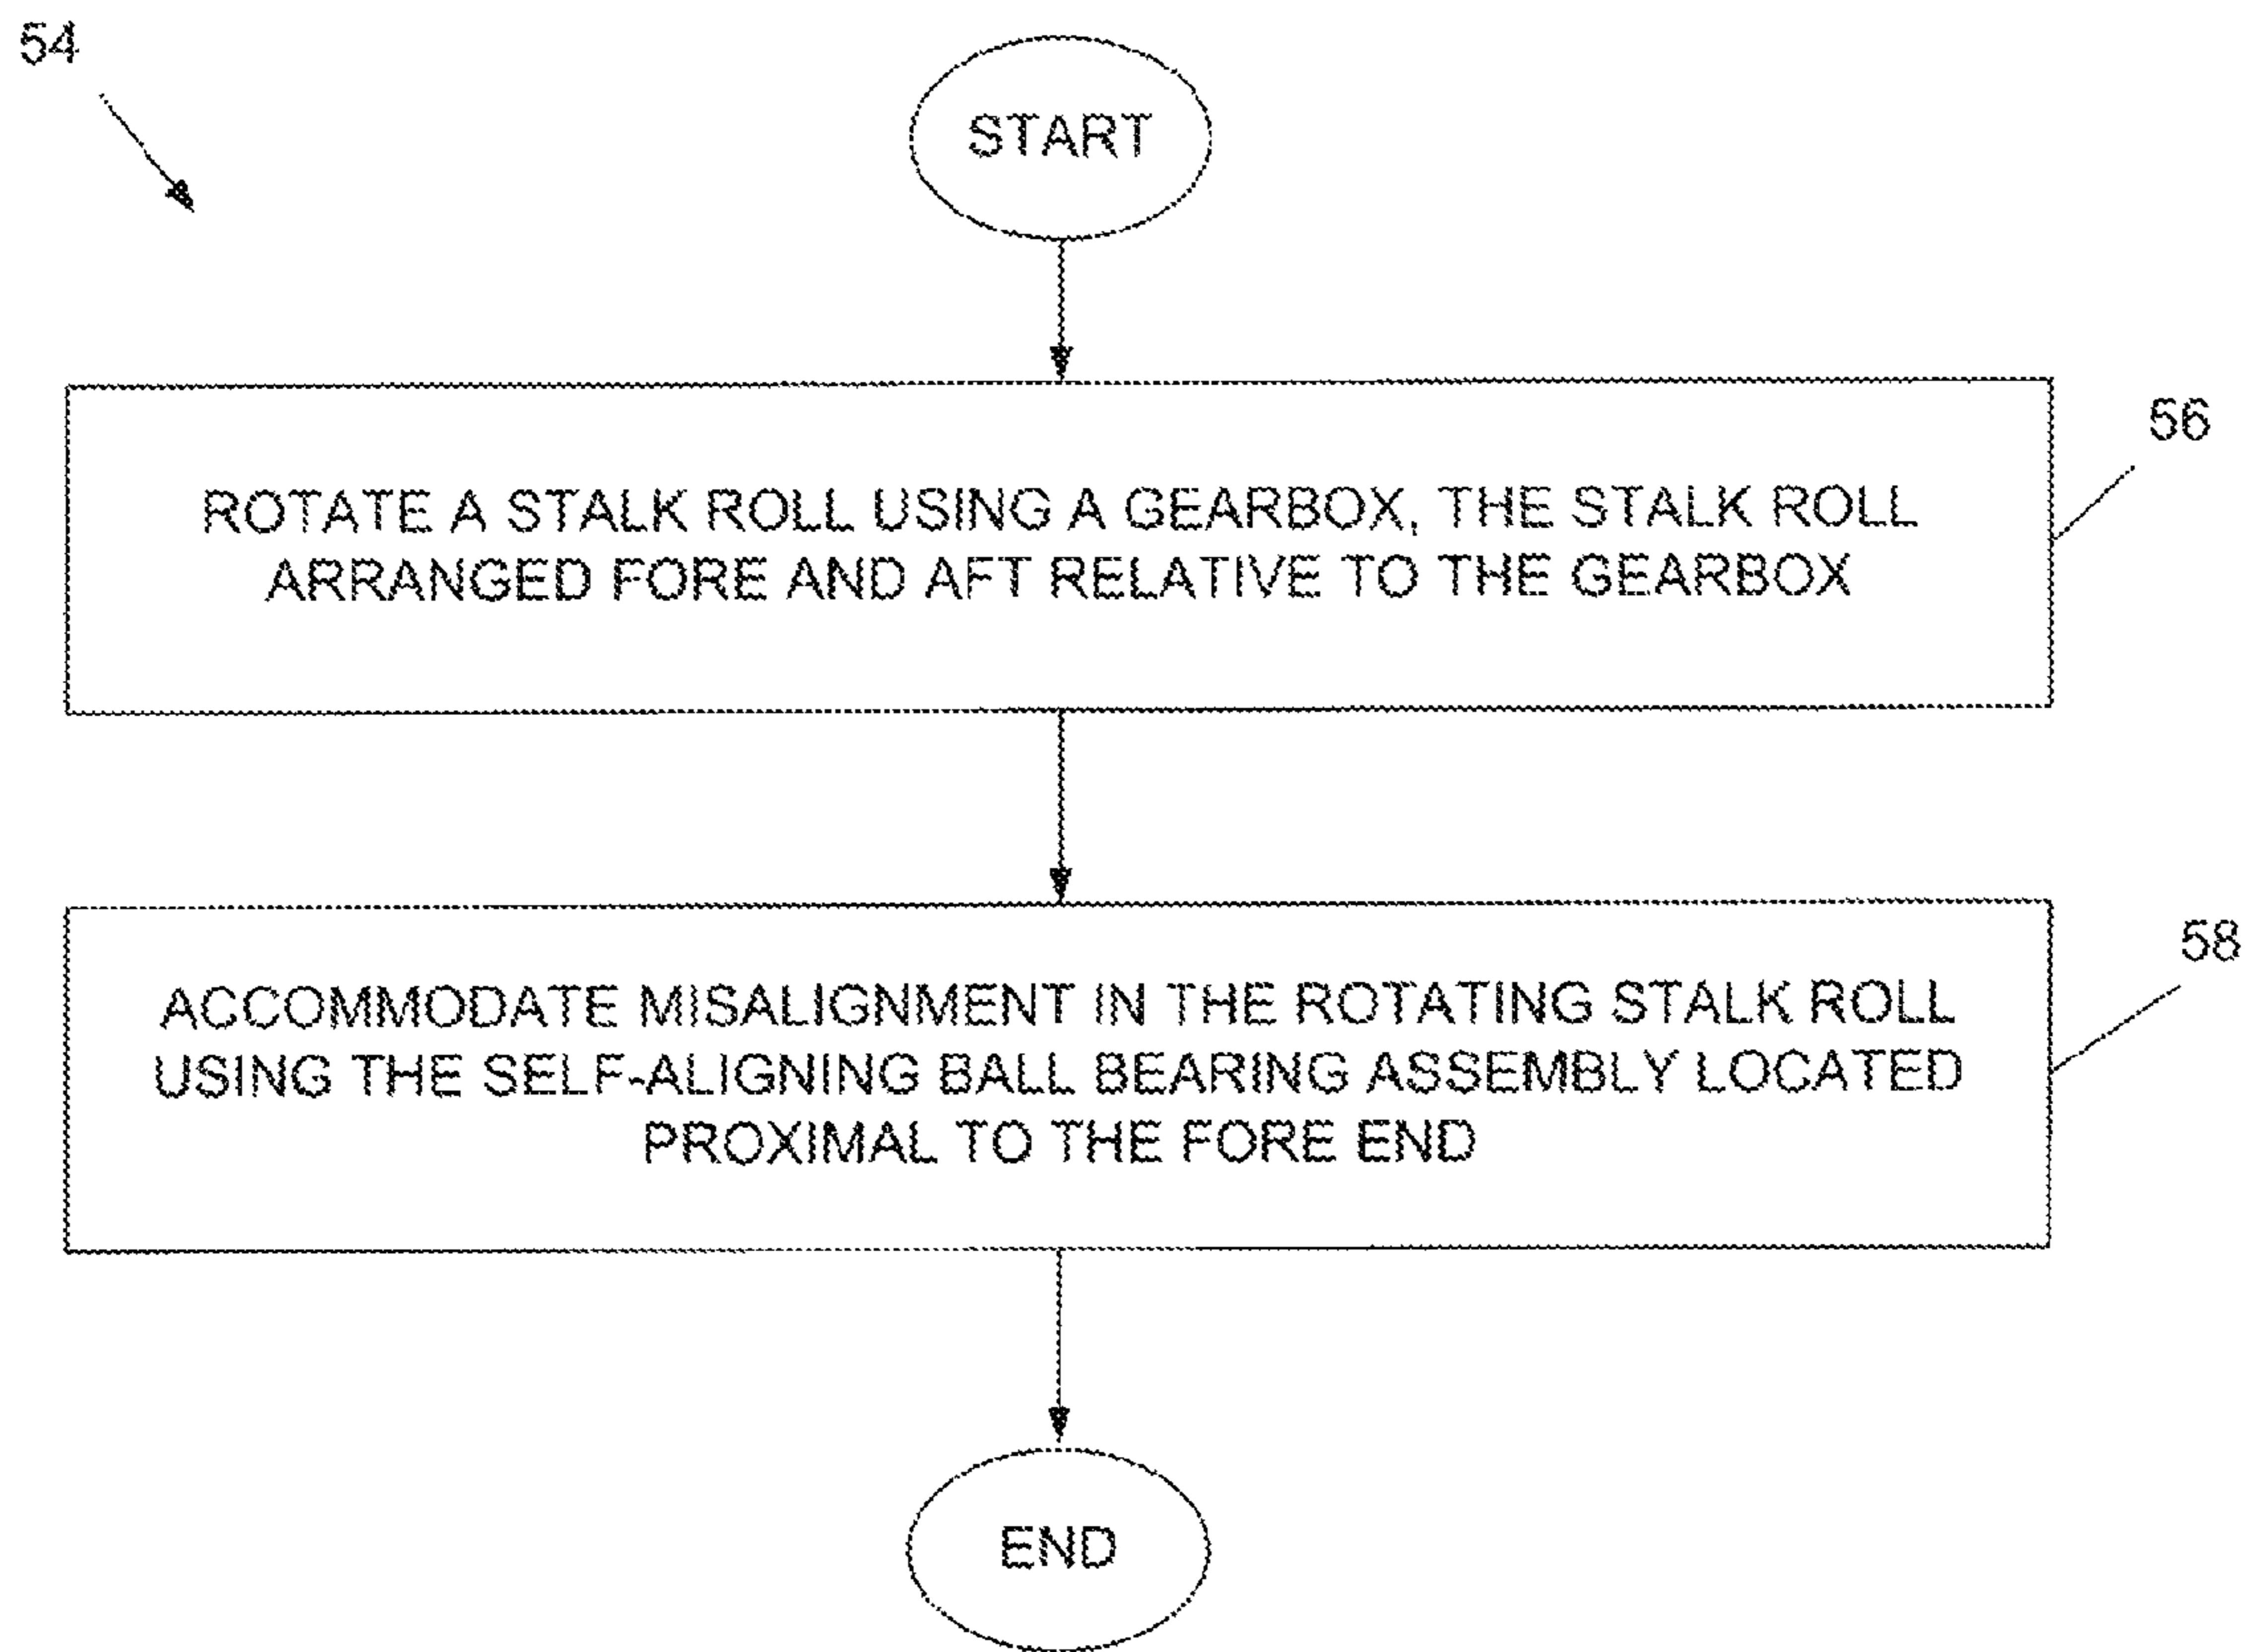 54
START
56
ROTATE A STALK ROLL USING A GEARBOX, THE STALK ROLL
ARRANGED FORE AND AFT RELATIVE TO THE GEARBOX
58
ACCOMMODATE MISALIGNMENT IN THE ROTATING STALK ROLL
USING THE SELF-ALIGNING BALL BEARING ASSEMBLY LOCATED
PROXIMAL TO THE FORE END
END